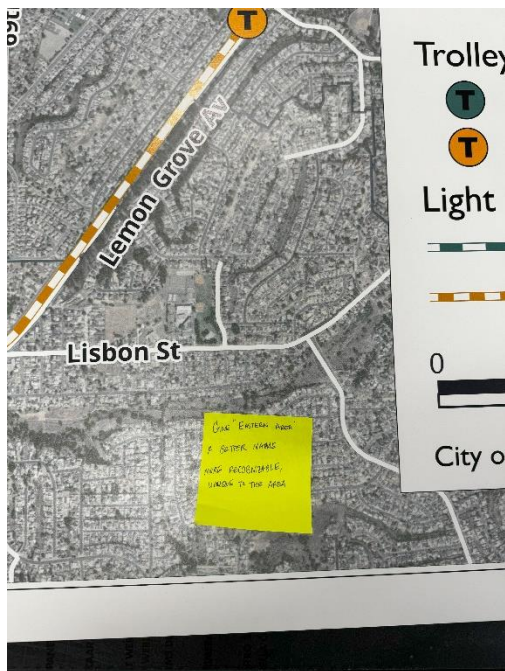 T
Lemon Grove Av
Lisbon St
Trolley
T
T
Light
0
City o
Give "Eastern Area"
a better name
more recognizable,
unique to the area